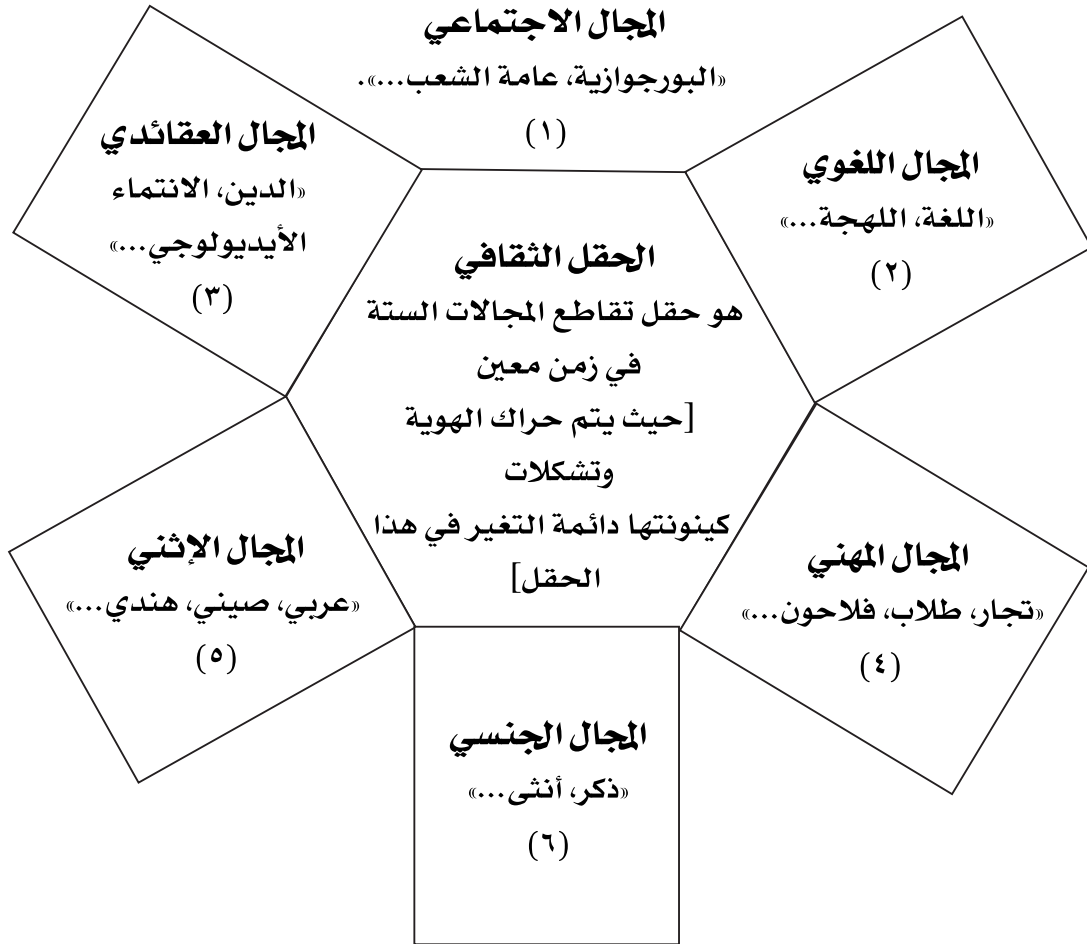 المجال الاجتماعي
«البورجوازية، عامة الشعب...».
(١)
المجال اللغوي
«اللغة، اللهجة...»
(٢)
المجال العقائدي
«الدين، الانتماء
الأيديولوجي...»
(٣)
الحقل الثقافي
هو حقل تقاطع المجالات الستة
في زمن معين
[حيث يتم حراك الهوية
وتشكلات
كينونتها دائمة التغير في هذا
الحقل]
المجال المهني
«تجار، طلاب، فلاحون...»
(٤)
المجال الإثني
«عربي، صيني، هندي...»
(٥)
المجال الجنسي
«ذكر، أنثى...»
(٦)